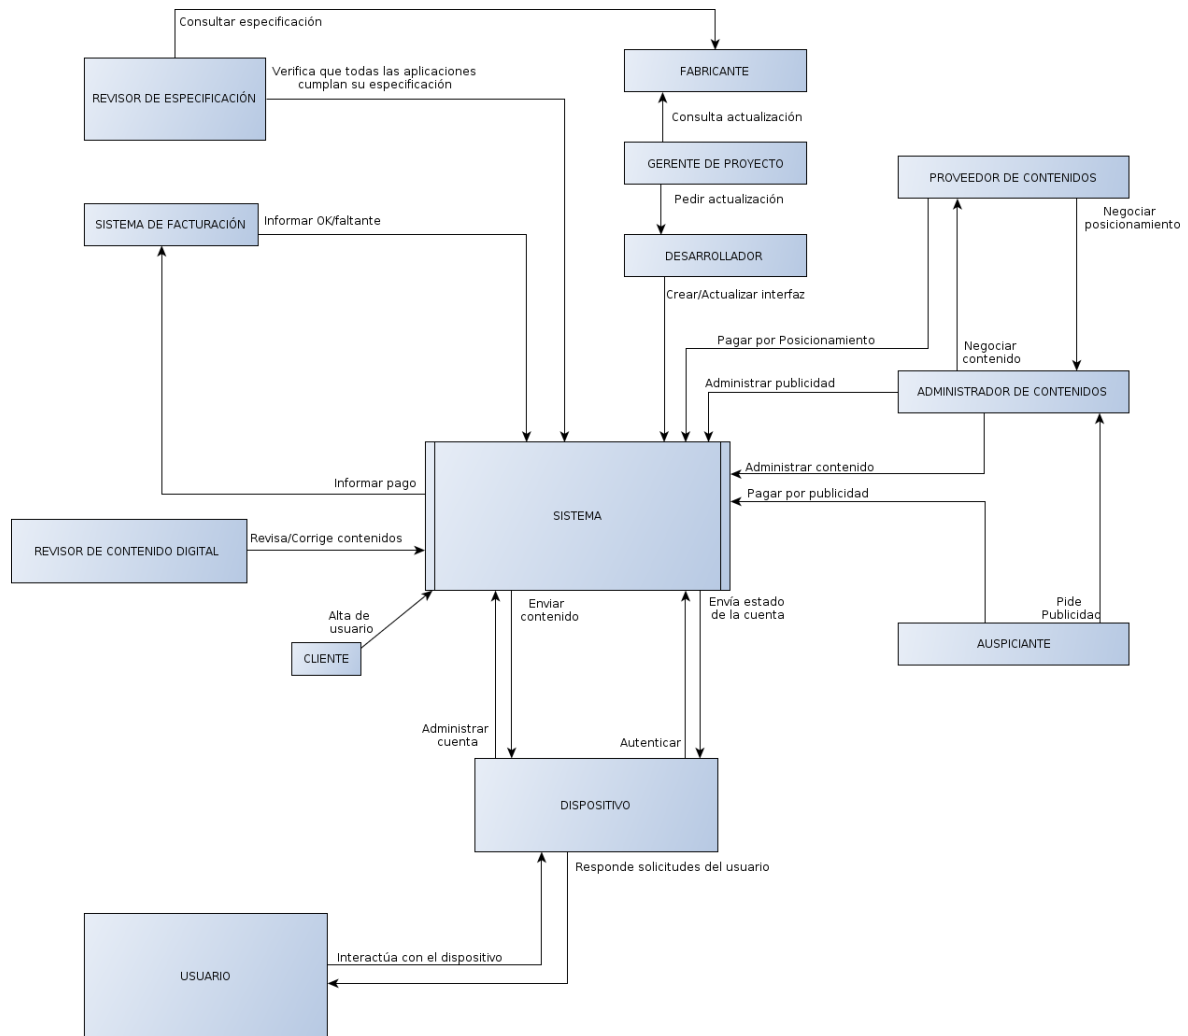 Consultar especificación
REVISOR DE ESPECIFICACIÓN
Verifica que todas las aplicaciones
cumplan su especificación
FABRICANTE
Consulta actualización
GERENTE DE PROYECTO
Pedir actualización
PROVEEDOR DE CONTENIDOS
Negociar
posicionamiento
SISTEMA DE FACTURACIÓN
Informar OK/faltante
DESARROLLADOR
Crear/Actualizar interfaz
Pagar por Posicionamiento
Negociar
contenido
Administrar publicidad
ADMINISTRADOR DE CONTENIDOS
Administrar contenido
Informar pago
Pagar por publicidad
SISTEMA
REVISOR DE CONTENIDO DIGITAL
Revisa/Corrige contenidos
Alta de
usuario
Enviar
contenido
Envía estado
de la cuenta
Pide
Publicidad
CLIENTE
AUSPICIANTE
Administrar
cuenta
Autenticar
DISPOSITIVO
Responde solicitudes del usuario
Interactúa con el dispositivo
USUARIO